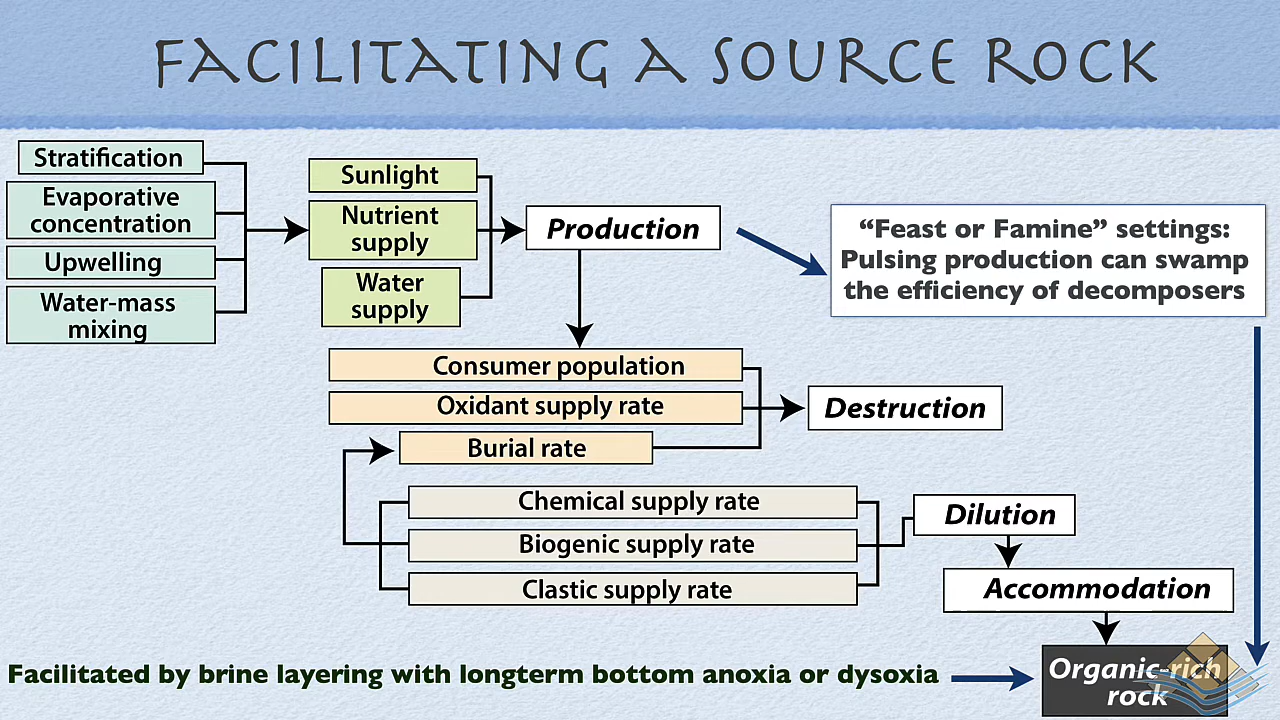 FACILITATING A SOURCE ROCK
Stratification
Evaporative
concentration
Upwelling
Water-mass
mixing
Sunlight
Nutrient
supply
Water
supply
Production
“Feast or Famine” settings:
Pulsing production can swamp
the efficiency of decomposers
Consumer population
Oxidant supply rate
Burial rate
Destruction
Chemical supply rate
Biogenic supply rate
Clastic supply rate
Dilution
Accommodation
Facilitated by brine layering with longterm bottom anoxia or dysoxia
Organic-rich
rock